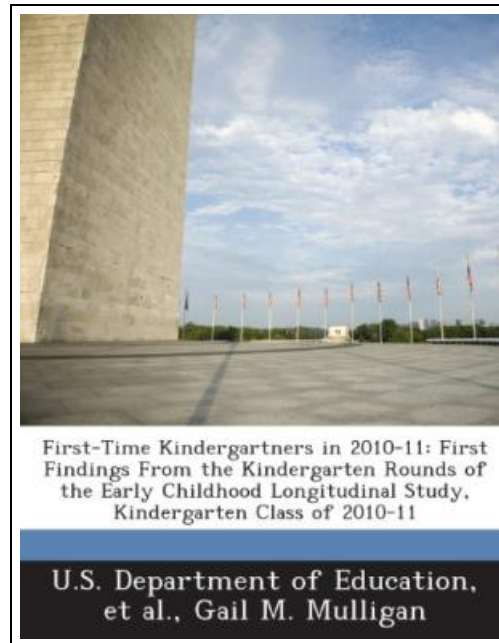 First-Time Kindergartners in 2010-11: First
Findings From the Kindergarten Rounds of
the Early Childhood Longitudinal Study,
Kindergarten Class of 2010-11
U.S. Department of Education,
et al., Gail M. Mulligan